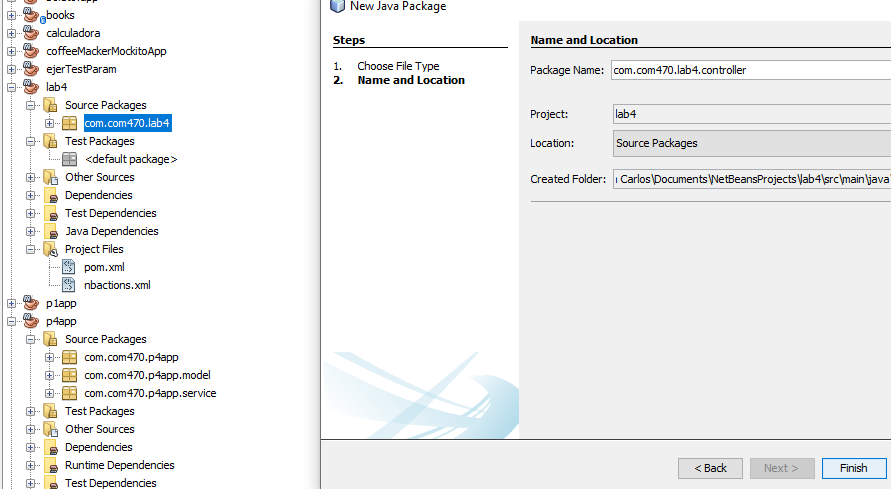 books
calculadora
coffeeMackerMockitoApp
ejerTestParam
lab4
Source Packages
com.com470.lab4
Test Packages
<default package>
Other Sources
Dependencies
Test Dependencies
Java Dependencies
Project Files
pom.xml
nbactions.xml
p1app
p4app
Source Packages
com.com470.p4app
com.com470.p4app.model
com.com470.p4app.service
Test Packages
Other Sources
Dependencies
Runtime Dependencies
Test Dependencies
New Java Package
Steps
1. Choose File Type
2. Name and Location
Name and Location
Package Name: com.com470.lab4.controller
Project: lab4
Location: Source Packages
Created Folder: Carlos\Documents\NetBeansProjects\lab4\src\main\java\
< Back Next > Finish